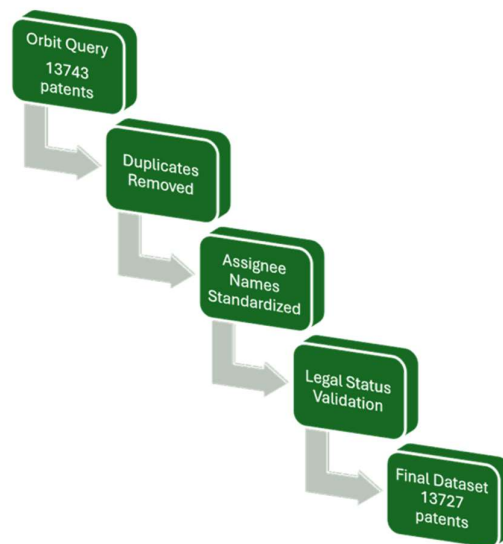 Orbit Query
13743
patents
Duplicates
Removed
Assignee
Names
Standardized
Legal Status
Validation
Final Dataset
13727
patents